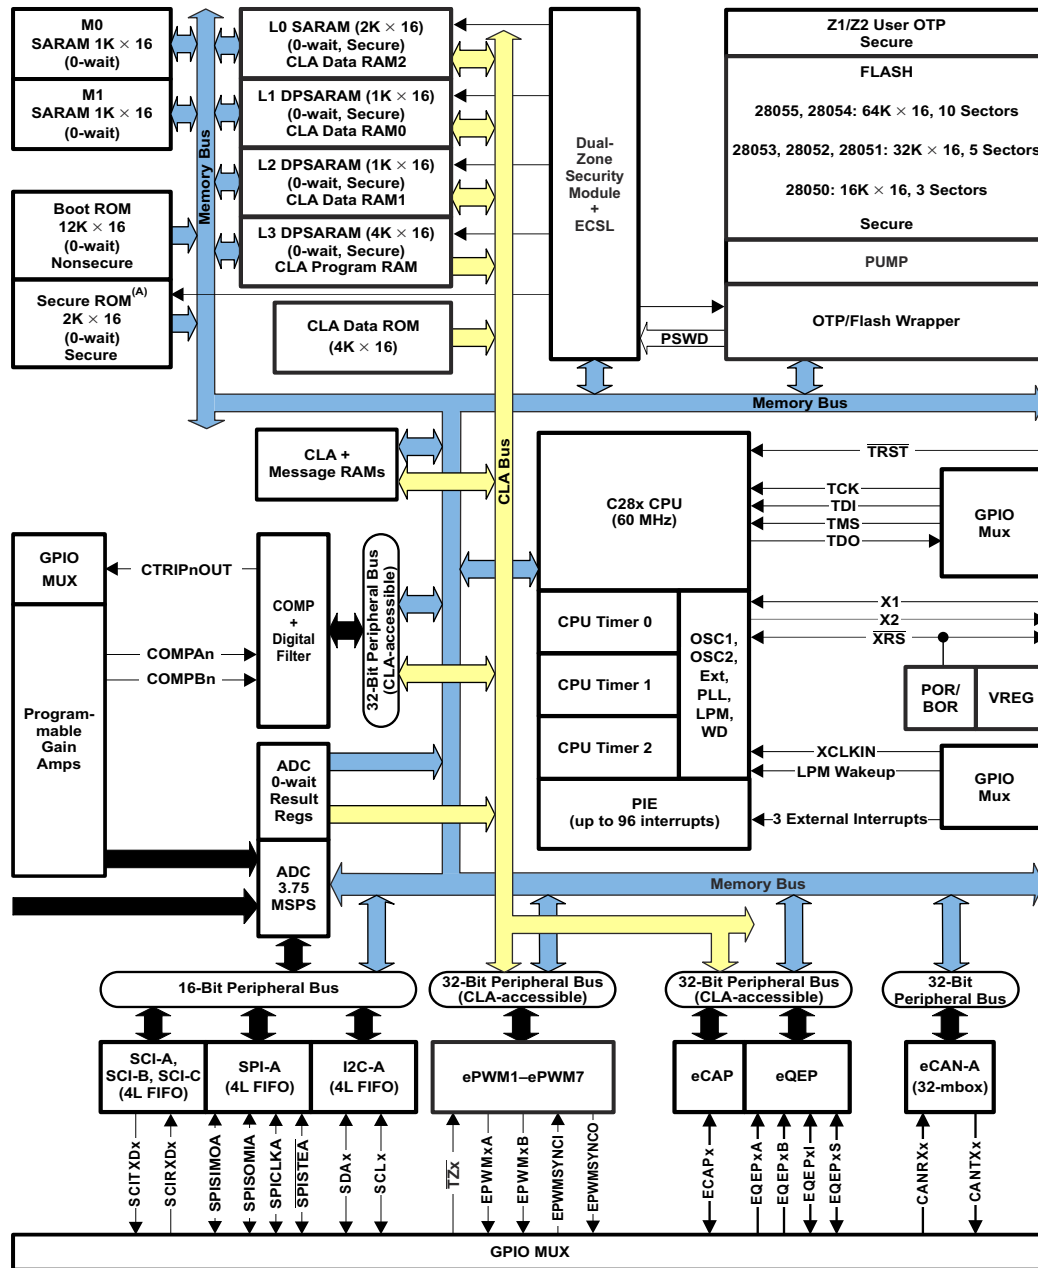 M0
SARAM 1K × 16
(0-wait)
M1
SARAM 1K × 16
(0-wait)
Boot ROM
12K × 16
(0-wait)
Nonsecure
Secure ROM(A)
2K × 16
(0-wait)
Secure
Memory Bus
L0 SARAM (2K × 16)
(0-wait, Secure)
CLA Data RAM2
L1 DPSARAM (1K × 16)
(0-wait, Secure)
CLA Data RAM0
L2 DPSARAM (1K × 16)
(0-wait, Secure)
CLA Data RAM1
L3 DPSARAM (4K × 16)
(0-wait, Secure)
CLA Program RAM
CLA Data ROM
(4K × 16)
Dual-
Zone
Security
Module
+
ECSL
Z1/Z2 User OTP
Secure
FLASH
28055, 28054: 64K × 16, 10 Sectors
28053, 28052, 28051: 32K × 16, 5 Sectors
28050: 16K × 16, 3 Sectors
Secure
PUMP
OTP/Flash Wrapper
PSWD
Memory Bus
CLA Bus
CLA +
Message RAMs
C28x CPU
(60 MHz)
TRST
TCK
TDI
TMS
TDO
GPIO
Mux
GPIO
MUX
CTRIPnOUT
COMP
+
Digital
Filter
32-Bit Peripheral Bus
(CLA-accessible)
COMPAn
COMPBn
Program-
mable
Gain
Amps
CPU Timer 0
CPU Timer 1
CPU Timer 2
OSC1,
OSC2,
Ext,
PLL,
LPM,
WD
X1
X2
XRS
POR/
BOR
VREG
XCLKIN
LPM Wakeup
3 External Interrupts
GPIO
Mux
PIE
(up to 96 interrupts)
ADC
0-wait
Result
Regs
ADC
3.75
MSPS
Memory Bus
16-Bit Peripheral Bus
32-Bit Peripheral Bus
(CLA-accessible)
32-Bit Peripheral Bus
(CLA-accessible)
32-Bit
Peripheral Bus
SCI-A,
SCI-B, SCI-C
(4L FIFO)
SPI-A
(4L FIFO)
I2C-A
(4L FIFO)
ePWM1–ePWM7
eCAP
eQEP
eCAN-A
(32-mbox)
SCITXDx
SCIRXDx
SPISIMOA
SPISOMIA
SPICLKA
SPISTEA
SDAx
SCLx
TZx
EPWMxA
EPWMxB
EPWMSYNCI
EPWMSYNCO
ECAPx
EQEPxA
EQEPxB
EQEPxI
EQEPxS
CANRXx
CANTXx
GPIO MUX